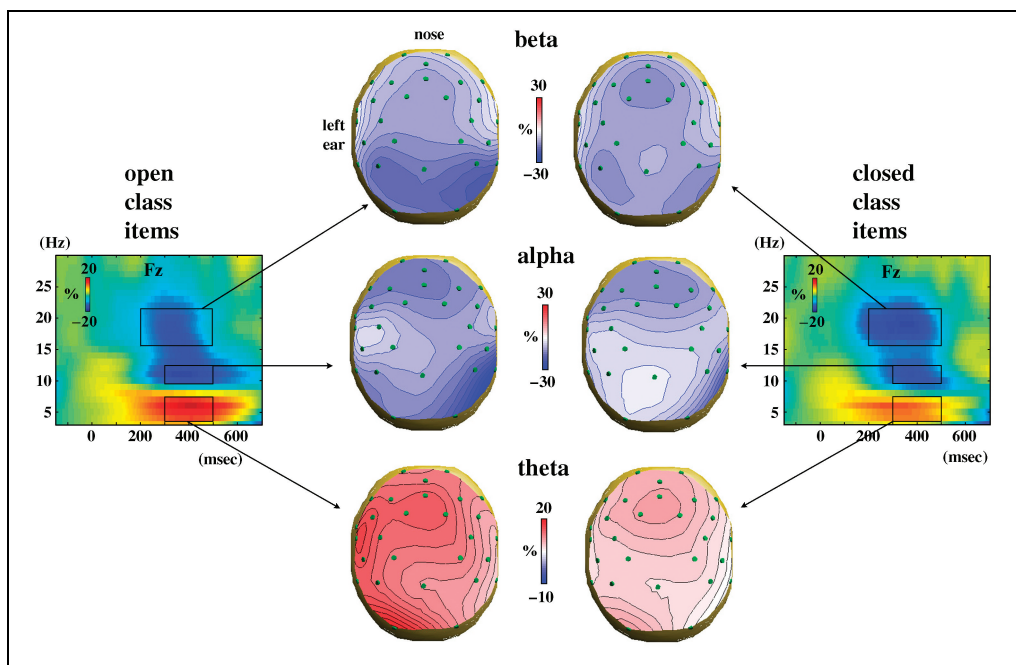 nose
beta
30
%
−30
left
ear
open
class
items
closed
class
items
(Hz)
20
%
−20
Fz
20
15
10
5
0 200 400 600
(msec)
alpha
30
%
−30
(Hz)
20
%
−20
Fz
20
15
10
5
0 200 400 600
(msec)
theta
20
%
−10